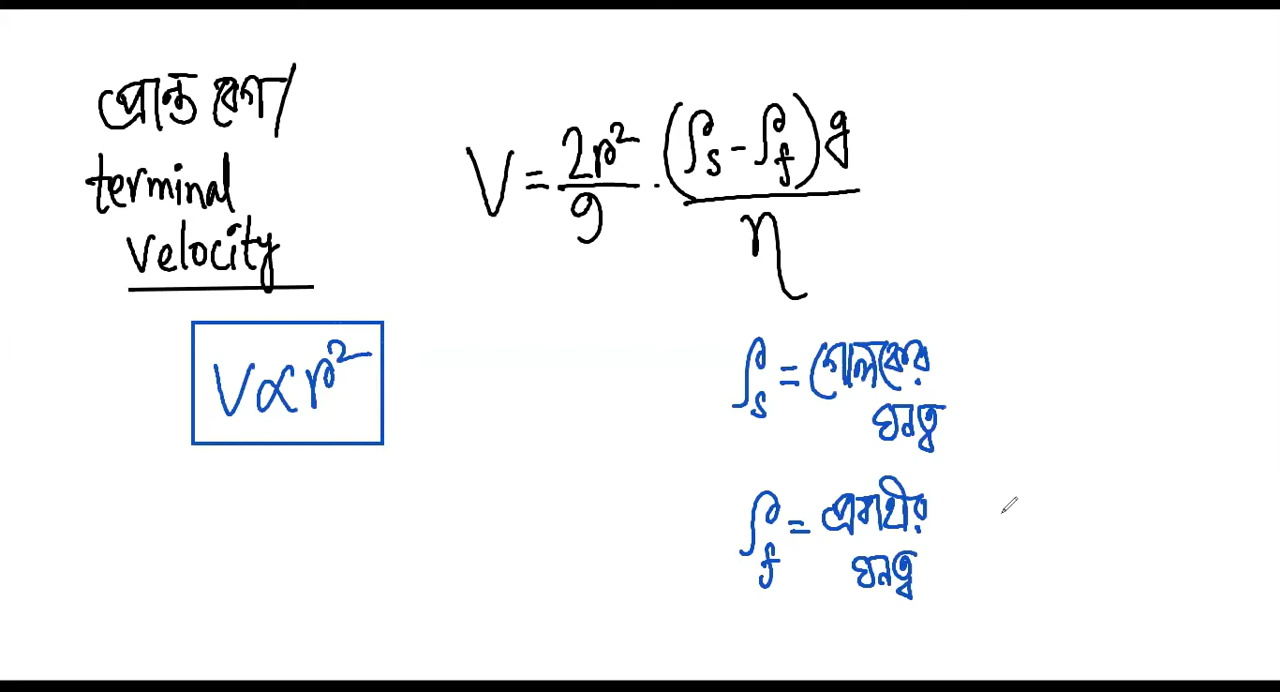 প্রান্ত বেগ/
terminal
velocity
V = 2r²/9 · (ρs - ρf)g/η
V∝r²
ρs = গোলকের
ঘনত্ব
ρf = প্রবাহীর
ঘনত্ব